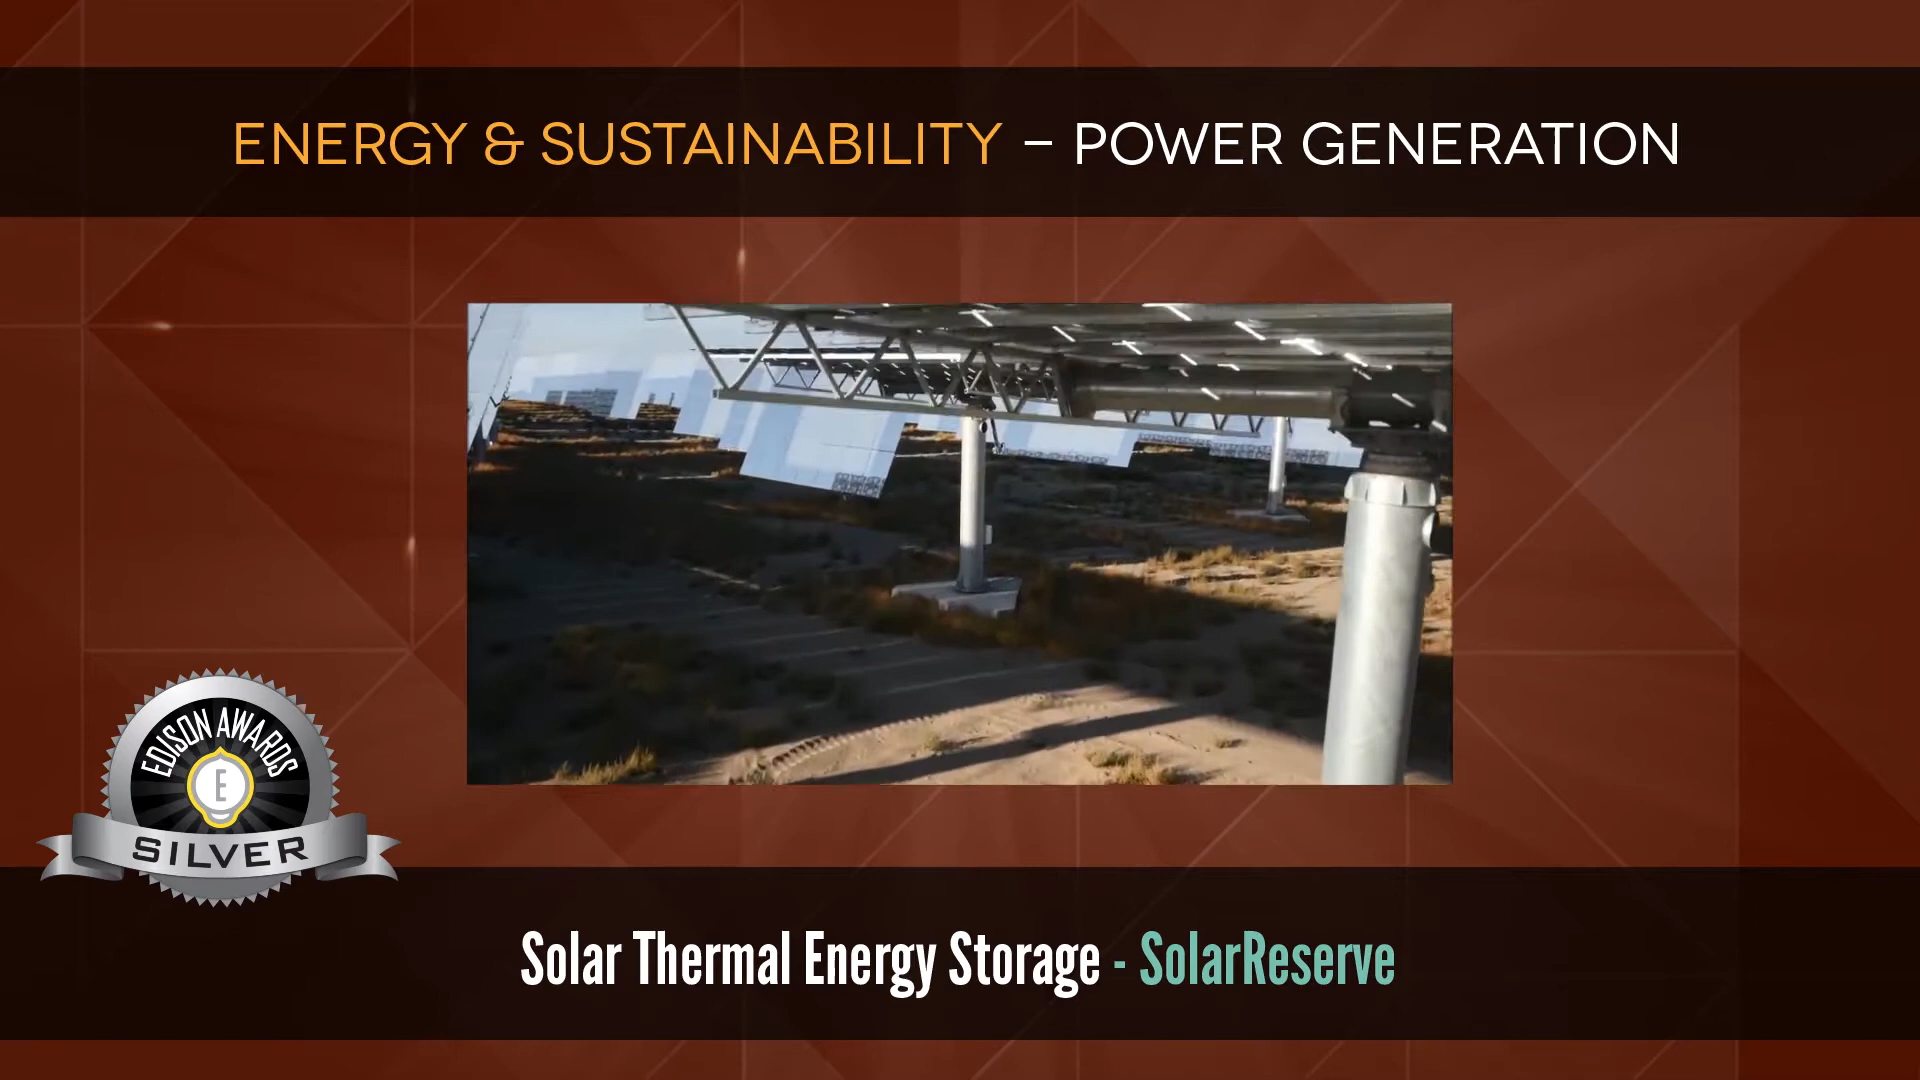 ENERGY & SUSTAINABILITY – POWER GENERATION
EDISON AWARDS
E
SILVER
Solar Thermal Energy Storage - SolarReserve